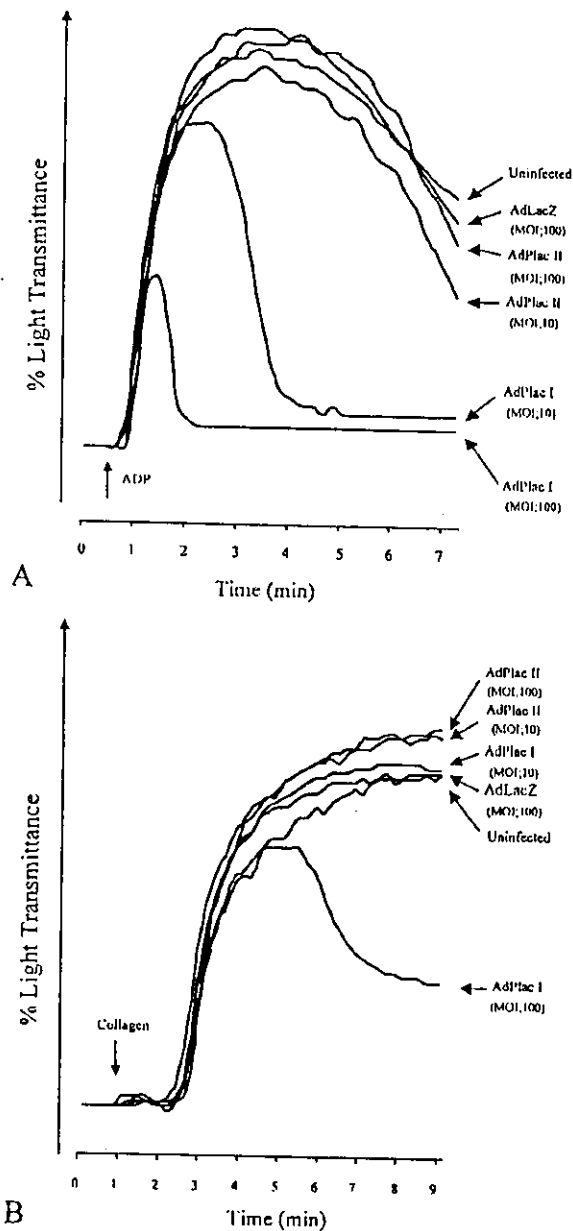 % Light Transmittance
Uninfected
AdLacZ
(MOI;100)
AdPlac II
(MOI;100)
AdPlac II
(MOI;10)
AdPlac I
(MOI;10)
AdPlac I
(MOI;100)
ADP
0 1 2 3 4 5 6 7
A
Time (min)
% Light Transmittance
AdPlac II
(MOI,100)
AdPlac II
(MOI;10)
AdPlac I
(MOI;10)
AdLacZ
(MOI;100)
Uninfected
AdPlac I
(MOI,100)
Collagen
0 1 2 3 4 5 6 7 8 9
B
Time (min)